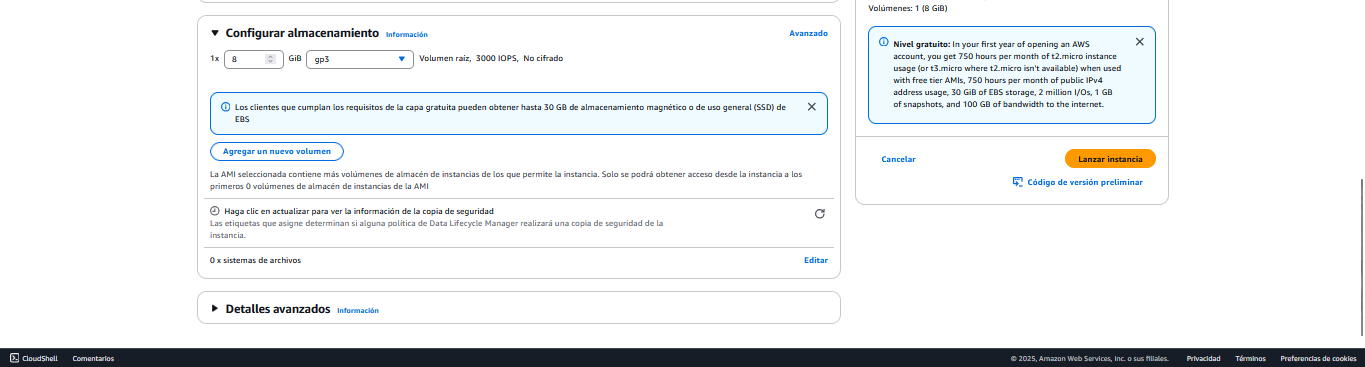 Volúmenes: 1 (8 GiB)
Configurar almacenamiento Información
Avanzado
1x 8 GiB gp3 Volumen raíz, 3000 IOPS, No cifrado
Los clientes que cumplan los requisitos de la capa gratuita pueden obtener hasta 30 GB de almacenamiento magnético o de uso general (SSD) de
EBS
Agregar un nuevo volumen
La AMI seleccionada contiene más volúmenes de almacén de instancias de los que permite la instancia. Solo se podrá obtener acceso desde la instancia a los
primeros 0 volúmenes de almacén de instancias de la AMI
Haga clic en actualizar para ver la información de la copia de seguridad
Las etiquetas que asigne determinan si alguna política de Data Lifecycle Manager realizará una copia de seguridad de la
instancia.
0 x sistemas de archivos
Editar
Detalles avanzados Información
Nivel gratuito: In your first year of opening an AWS
account, you get 750 hours per month of t2.micro instance
usage (or t3.micro where t2.micro isn't available) when used
with free tier AMIs, 750 hours per month of public IPv4
address usage, 30 GiB of EBS storage, 2 million I/Os, 1 GB
of snapshots, and 100 GB of bandwidth to the internet.
Cancelar
Lanzar instancia
Código de versión preliminar
CloudShell Comentarios
© 2025, Amazon Web Services, Inc. o sus filiales. Privacidad Términos Preferencias de cookies